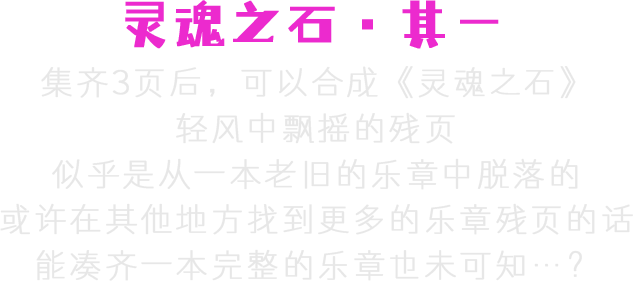 灵魂之石·其一
集齐3页后，可以合成《灵魂之石》
轻风中飘摇的残页
似乎是从一本老旧的乐章中脱落的
或许在其他地方找到更多的乐章残页的话
能凑齐一本完整的乐章也未可知…?